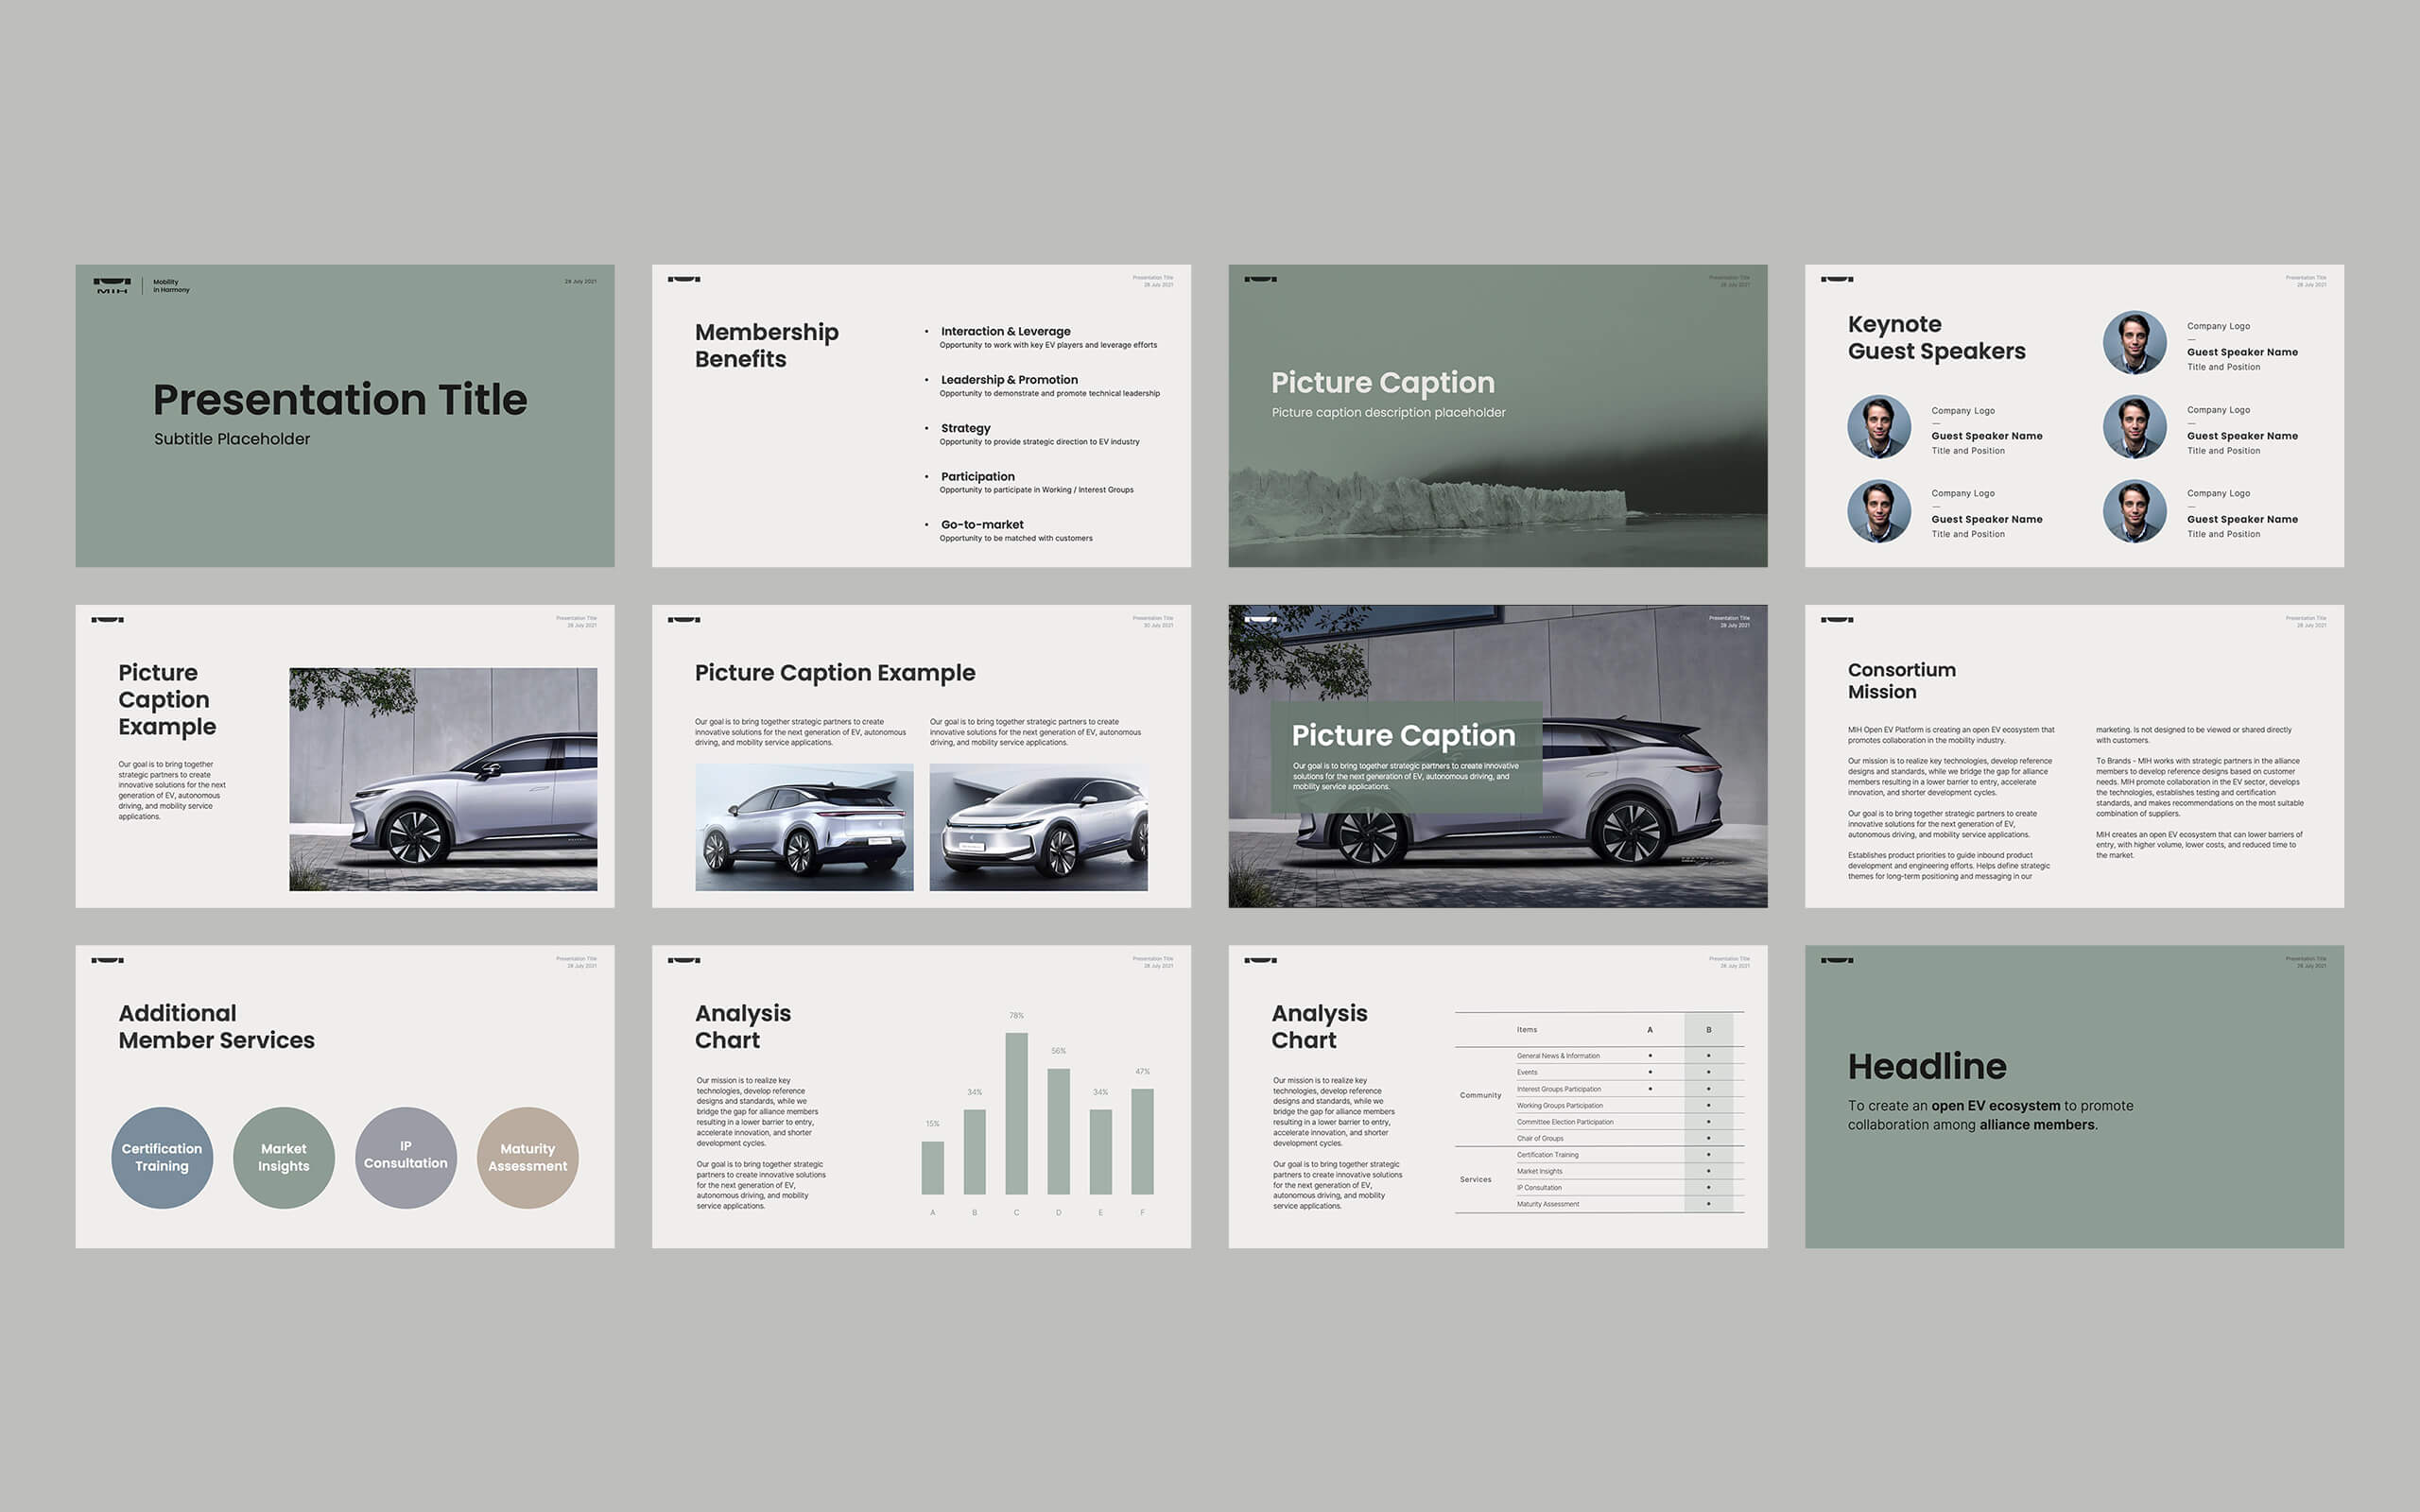 MIH
Mobility
in Harmony
28 July 2021
Presentation Title
Subtitle Placeholder
Presentation Title
28 July 2021
Membership
Benefits
• Interaction & Leverage
Opportunity to work with key EV players and leverage efforts
• Leadership & Promotion
Opportunity to demonstrate and promote technical leadership
• Strategy
Opportunity to provide strategic direction to EV industry
• Participation
Opportunity to participate in Working / Interest Groups
• Go-to-market
Opportunity to be matched with customers
Presentation Title
28 July 2021
Picture Caption
Picture caption description placeholder
Presentation Title
28 July 2021
Keynote
Guest Speakers
Company Logo
—
Guest Speaker Name
Title and Position
Company Logo
—
Guest Speaker Name
Title and Position
Company Logo
—
Guest Speaker Name
Title and Position
Company Logo
—
Guest Speaker Name
Title and Position
Company Logo
—
Guest Speaker Name
Title and Position
Presentation Title
28 July 2021
Picture
Caption
Example
Our goal is to bring together
strategic partners to create
innovative solutions for the next
generation of EV, autonomous
driving, and mobility service
applications.
Presentation Title
30 July 2021
Picture Caption Example
Our goal is to bring together strategic partners to create
innovative solutions for the next generation of EV, autonomous
driving, and mobility service applications.
Our goal is to bring together strategic partners to create
innovative solutions for the next generation of EV, autonomous
driving, and mobility service applications.
Presentation Title
28 July 2021
Picture Caption
Our goal is to bring together strategic partners to create innovative
solutions for the next generation of EV, autonomous driving, and
mobility service applications.
Presentation Title
28 July 2021
Consortium
Mission
MIH Open EV Platform is creating an open EV ecosystem that
promotes collaboration in the mobility industry.
Our mission is to realize key technologies, develop reference
designs and standards, while we bridge the gap for alliance
members resulting in a lower barrier to entry, accelerate
innovation, and shorter development cycles.
Our goal is to bring together strategic partners to create
innovative solutions for the next generation of EV,
autonomous driving, and mobility service applications.
Establishes product priorities to guide inbound product
development and engineering efforts. Helps define strategic
themes for long-term positioning and messaging in our
marketing. Is not designed to be viewed or shared directly
with customers.
To Brands - MIH works with strategic partners in the alliance
members to develop reference designs based on customer
needs. MIH promote collaboration in the EV sector, develops
the technologies, establishes testing and certification
standards, and makes recommendations on the most suitable
combination of suppliers.
MIH creates an open EV ecosystem that can lower barriers of
entry, with higher volume, lower costs, and reduced time to
the market.
Presentation Title
28 July 2021
Additional
Member Services
Certification
Training
Market
Insights
IP
Consultation
Maturity
Assessment
Presentation Title
28 July 2021
Analysis
Chart
Our mission is to realize key
technologies, develop reference
designs and standards, while we
bridge the gap for alliance members
resulting in a lower barrier to entry,
accelerate innovation, and shorter
development cycles.
Our goal is to bring together strategic
partners to create innovative solutions
for the next generation of EV,
autonomous driving, and mobility
service applications.
15% 34% 78% 56% 34% 47%
A B C D E F
Presentation Title
28 July 2021
Analysis
Chart
Our mission is to realize key
technologies, develop reference
designs and standards, while we
bridge the gap for alliance members
resulting in a lower barrier to entry,
accelerate innovation, and shorter
development cycles.
Our goal is to bring together strategic
partners to create innovative solutions
for the next generation of EV,
autonomous driving, and mobility
service applications.
Items A B
Community
General News & Information • •
Events • •
Interest Groups Participation • •
Working Groups Participation •
Committee Election Participation •
Chair of Groups •
Services
Certification Training •
Market Insights •
IP Consultation •
Maturity Assessment •
Presentation Title
28 July 2021
Headline
To create an open EV ecosystem to promote
collaboration among alliance members.